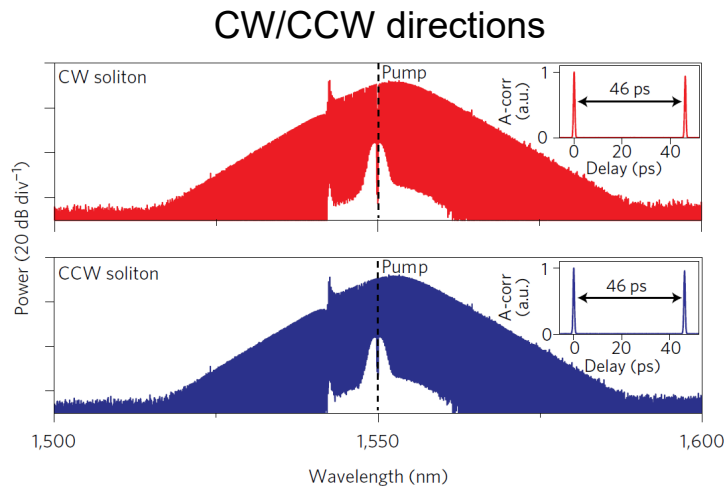 CW/CCW directions
CW soliton
Pump
1
A-corr
(a.u.)
0
46 ps
0 20 40
Delay (ps)
Power (20 dB div⁻¹)
CCW soliton
Pump
1
A-corr
(a.u.)
0
46 ps
0 20 40
Delay (ps)
1,500 1,550 1,600
Wavelength (nm)